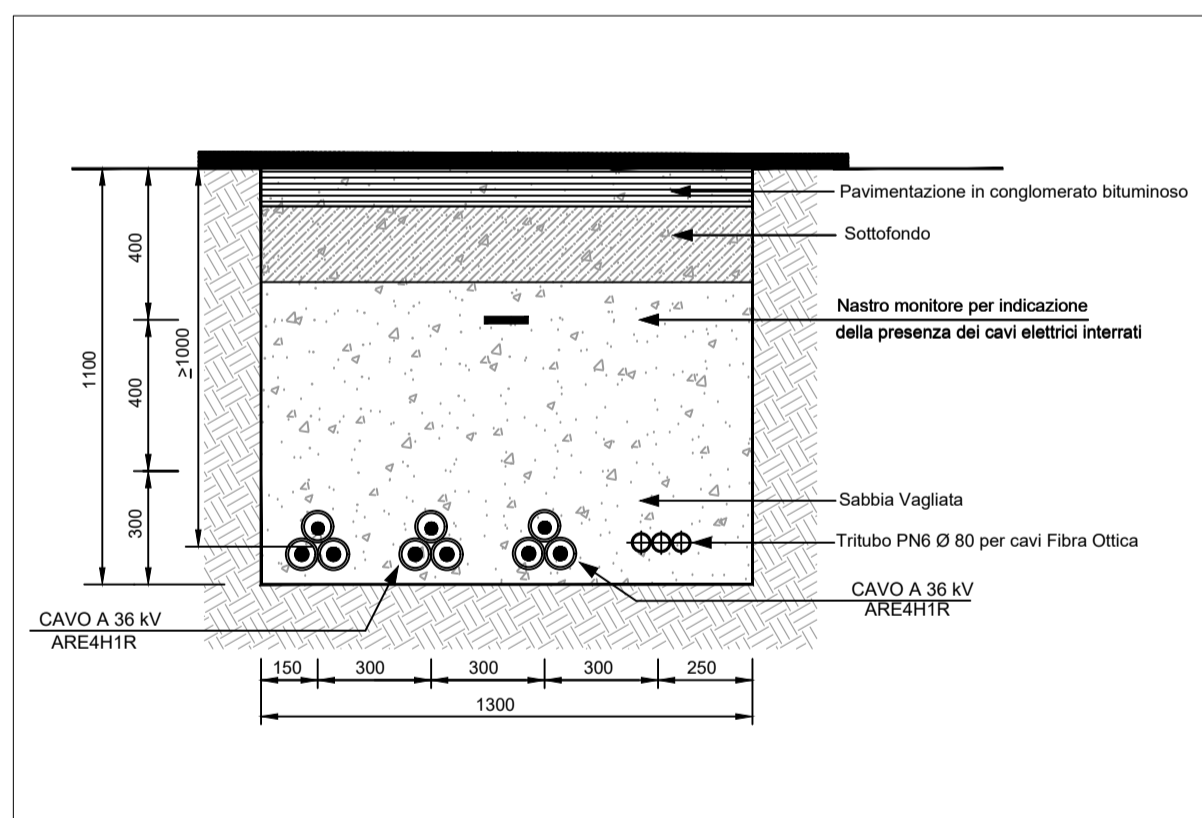 Pavimentazione in conglomerato bituminoso
Sottofondo
Nastro monitore per indicazione
della presenza dei cavi elettrici interrati
400
1100
≥1000
400
300
Sabbia Vagliata
Tritubo PN6 Ø 80 per cavi Fibra Ottica
CAVO A 36 kV
ARE4H1R
CAVO A 36 kV
ARE4H1R
150
300
300
300
250
1300